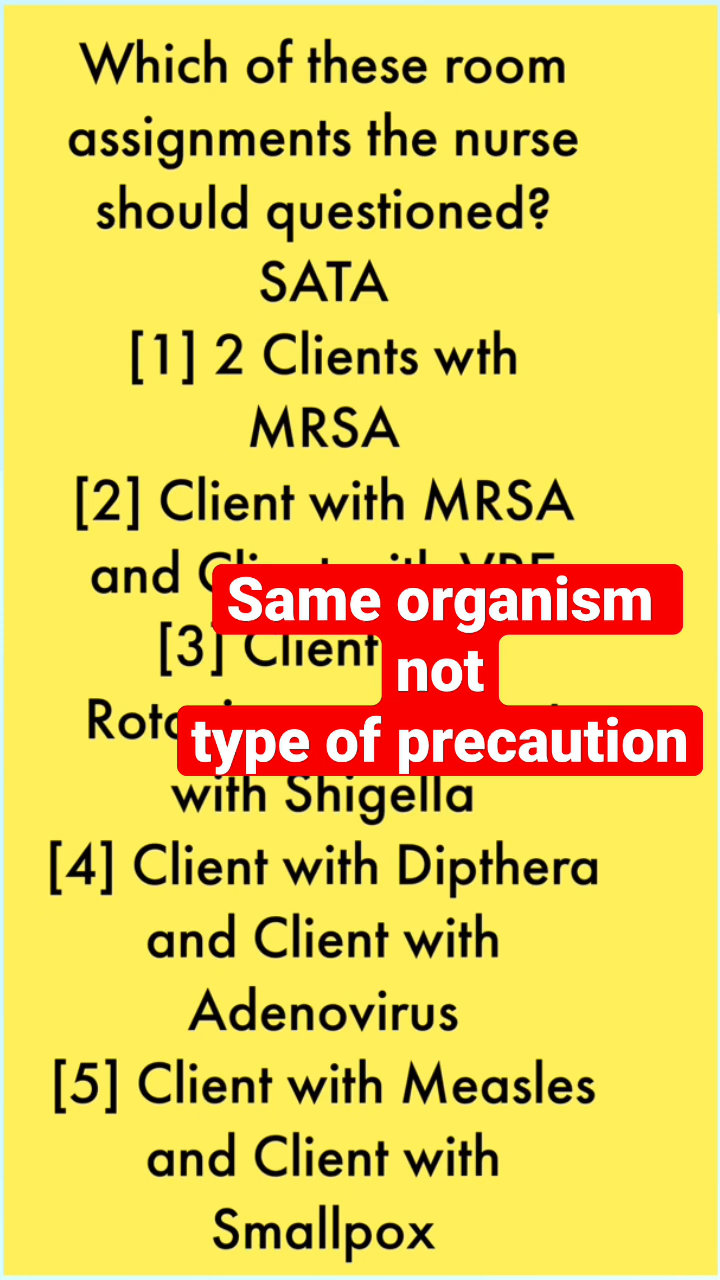 Which of these room
assignments the nurse
should questioned?
SATA
[1] 2 Clients wth
MRSA
[2] Client with MRSA
and
Same organism
[3] Client
not
type of precaution
with Shigella
[4] Client with Dipthera
and Client with
Adenovirus
[5] Client with Measles
and Client with
Smallpox